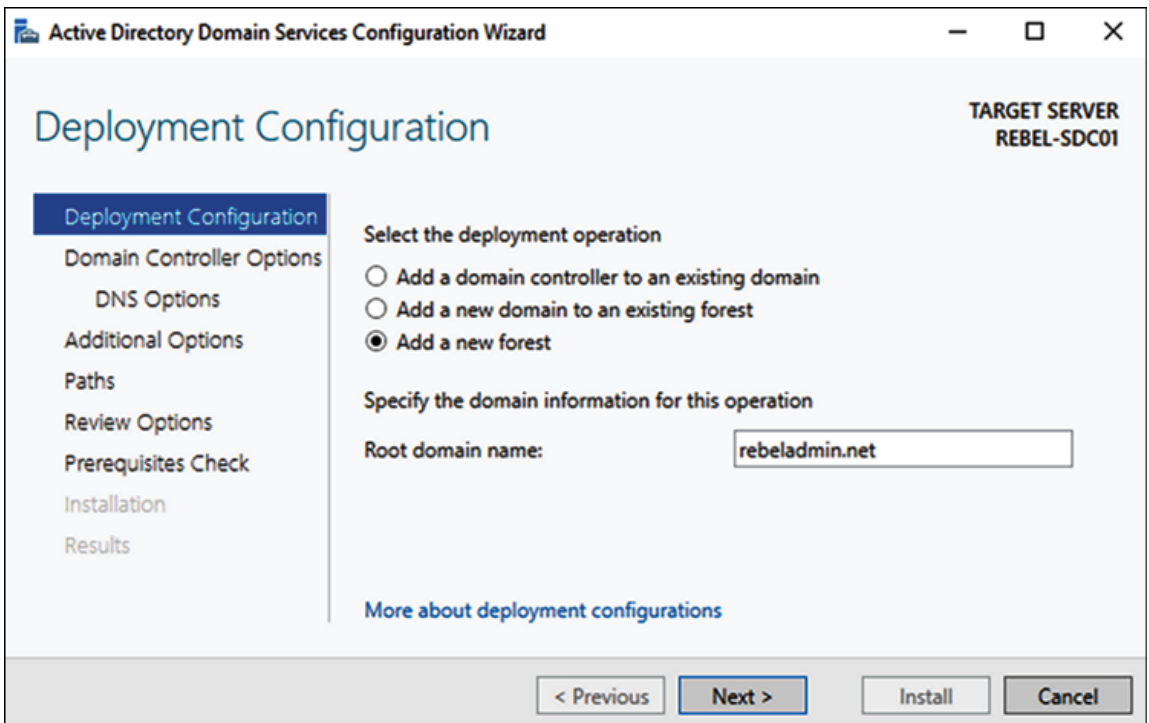 Active Directory Domain Services Configuration Wizard
Deployment Configuration
TARGET SERVER
REBEL-SDC01
Deployment Configuration
Domain Controller Options
DNS Options
Additional Options
Paths
Review Options
Prerequisites Check
Installation
Results
Select the deployment operation
Add a domain controller to an existing domain
Add a new domain to an existing forest
Add a new forest
Specify the domain information for this operation
Root domain name: rebeladmin.net
More about deployment configurations
< Previous Next > Install Cancel